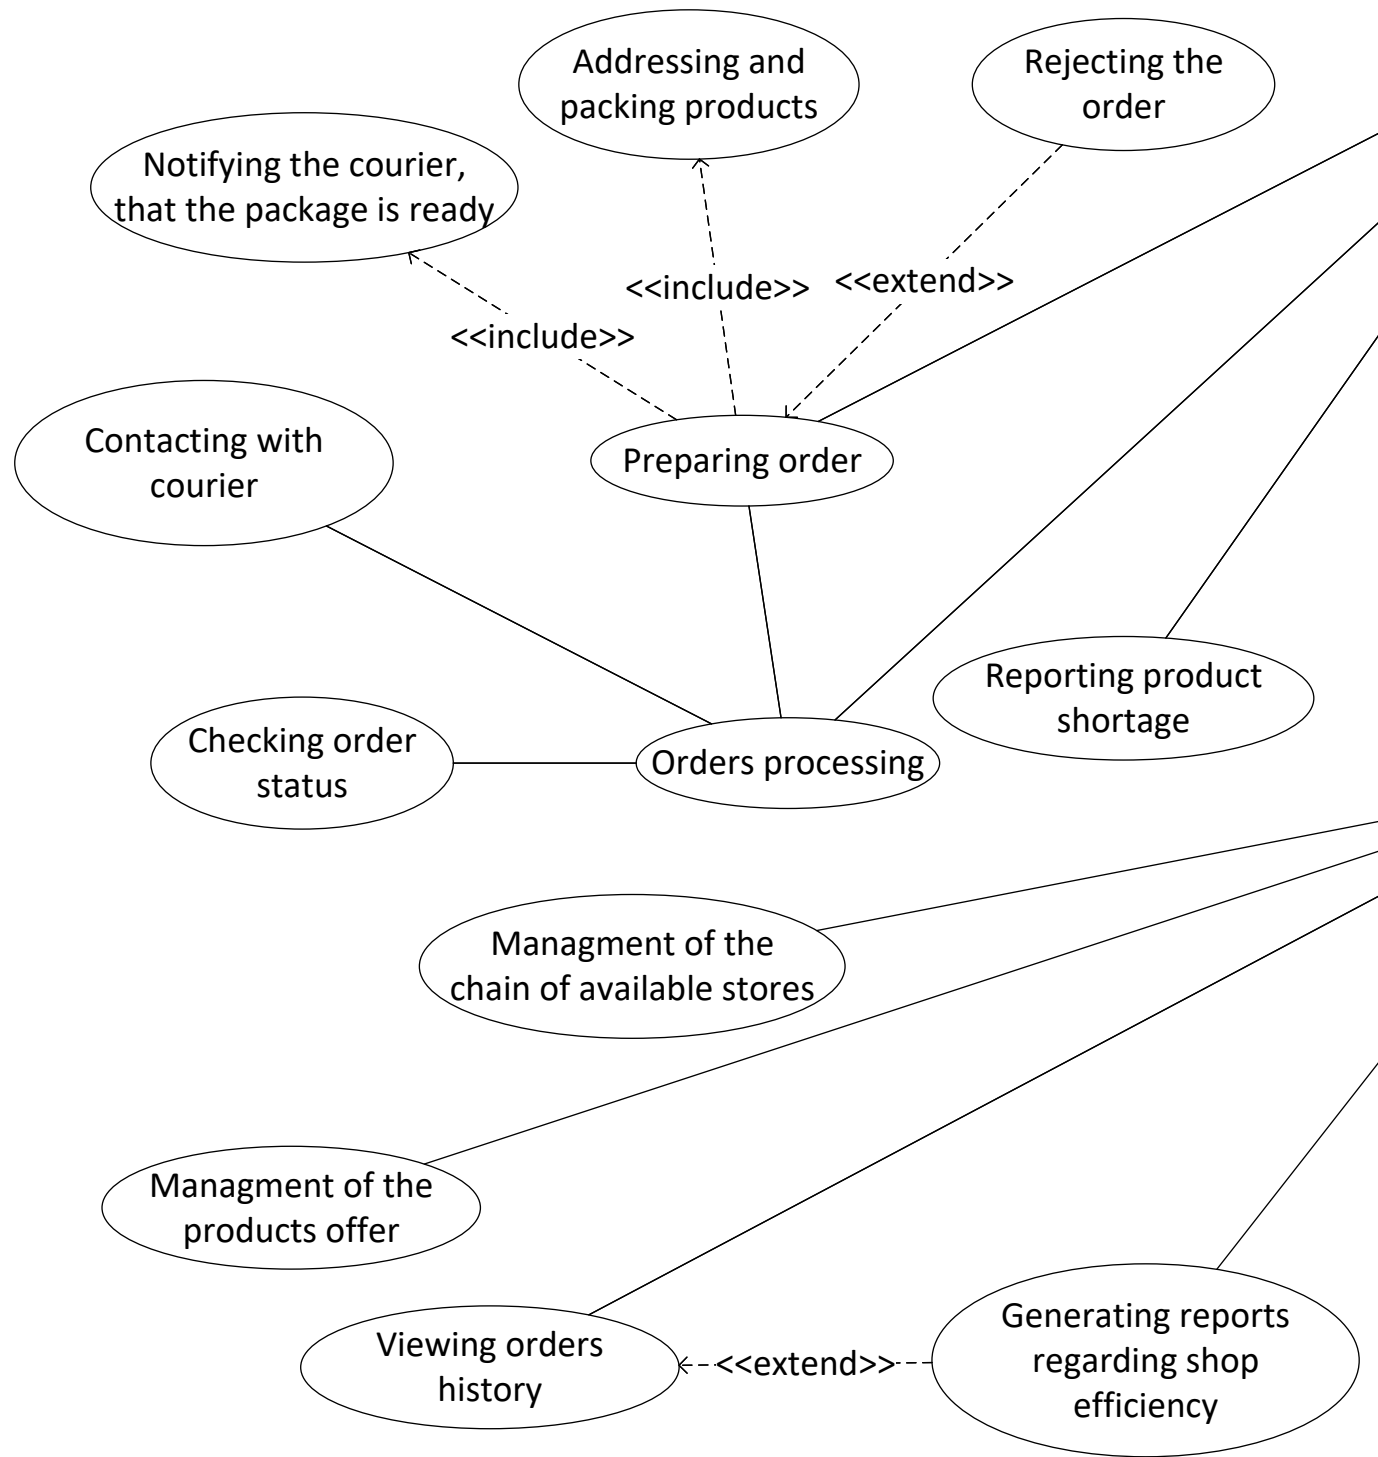 Addressing and
packing products
Rejecting the
order
Notifying the courier,
that the package is ready
<<include>>
<<extend>>
<<include>>
Contacting with
courier
Preparing order
Reporting product
shortage
Checking order
status
Orders processing
Managment of the
chain of available stores
Managment of the
products offer
Generating reports
regarding shop
efficiency
Viewing orders
history
<<extend>>